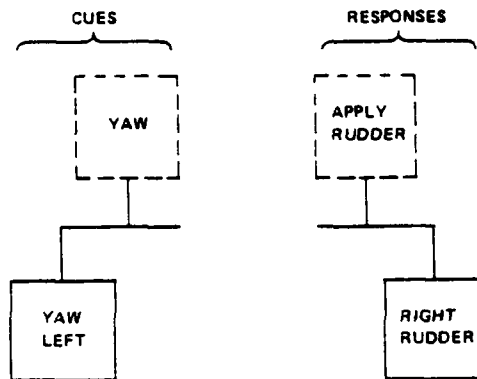 CUES
RESPONSES
YAW
APPLY
RUDDER
YAW
LEFT
RIGHT
RUDDER